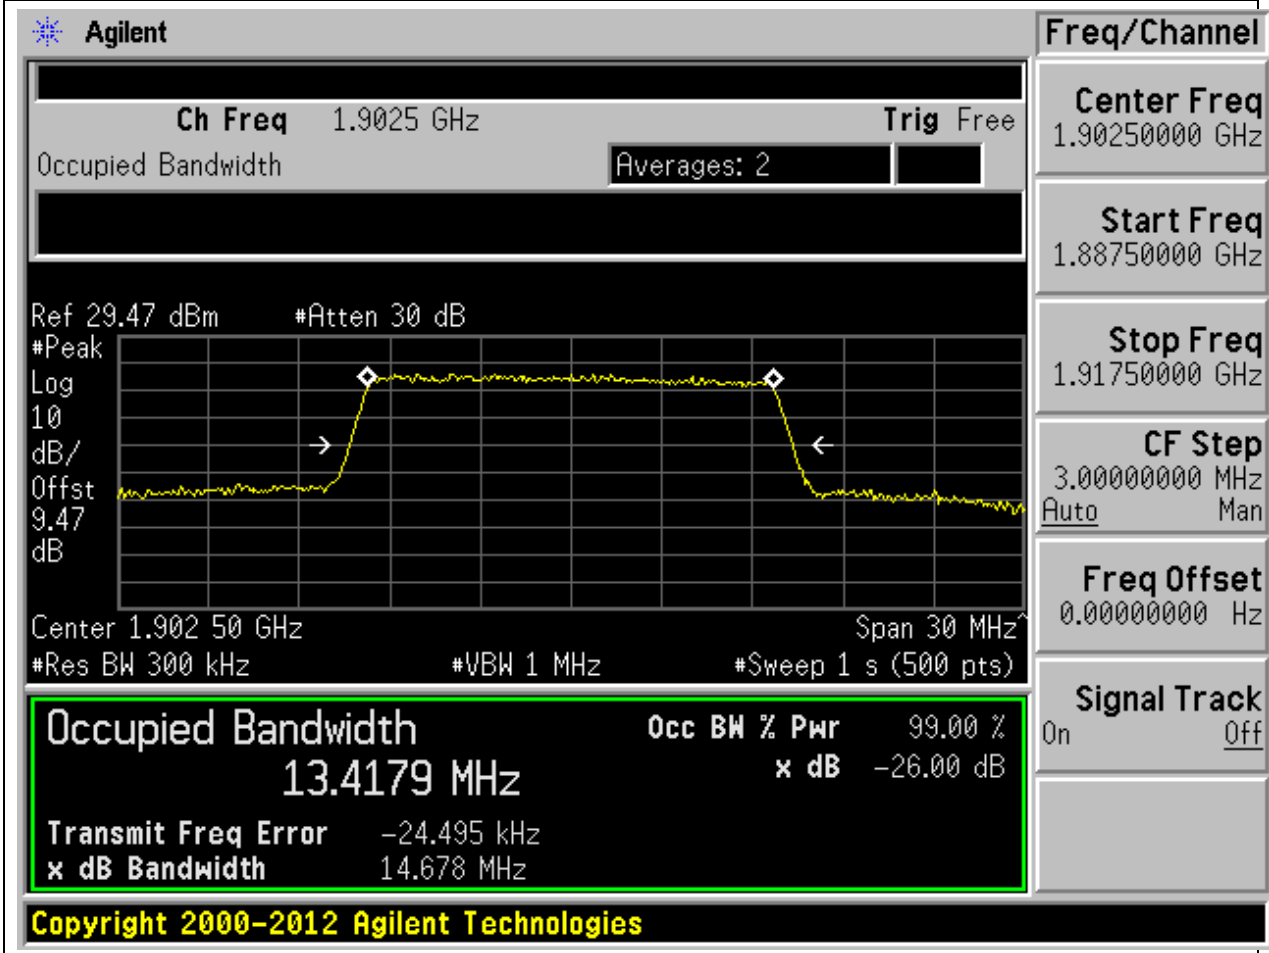 Agilent
Freq/Channel
Ch Freq 1.9025 GHz Trig Free
Occupied Bandwidth Averages: 2
Center Freq
1.90250000 GHz
Start Freq
1.88750000 GHz
Stop Freq
1.91750000 GHz
CF Step
3.00000000 MHz
Auto Man
Freq Offset
0.00000000 Hz
Signal Track
On Off
Ref 29.47 dBm #Atten 30 dB
#Peak
Log
10
dB/
Offst
9.47
dB
Center 1.902 50 GHz Span 30 MHz^
#Res BW 300 kHz #VBW 1 MHz #Sweep 1 s (500 pts)
Occupied Bandwidth
13.4179 MHz
Occ BW % Pwr 99.00 %
x dB -26.00 dB
Transmit Freq Error -24.495 kHz
x dB Bandwidth 14.678 MHz
Copyright 2000-2012 Agilent Technologies